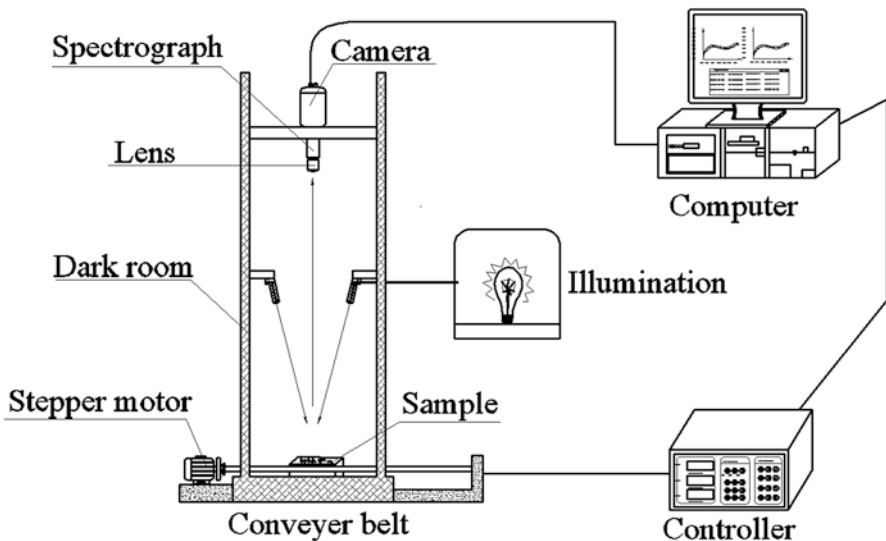 Spectrograph
Camera
Lens
Computer
Dark room
Illumination
Stepper motor
Sample
Conveyer belt
Controller